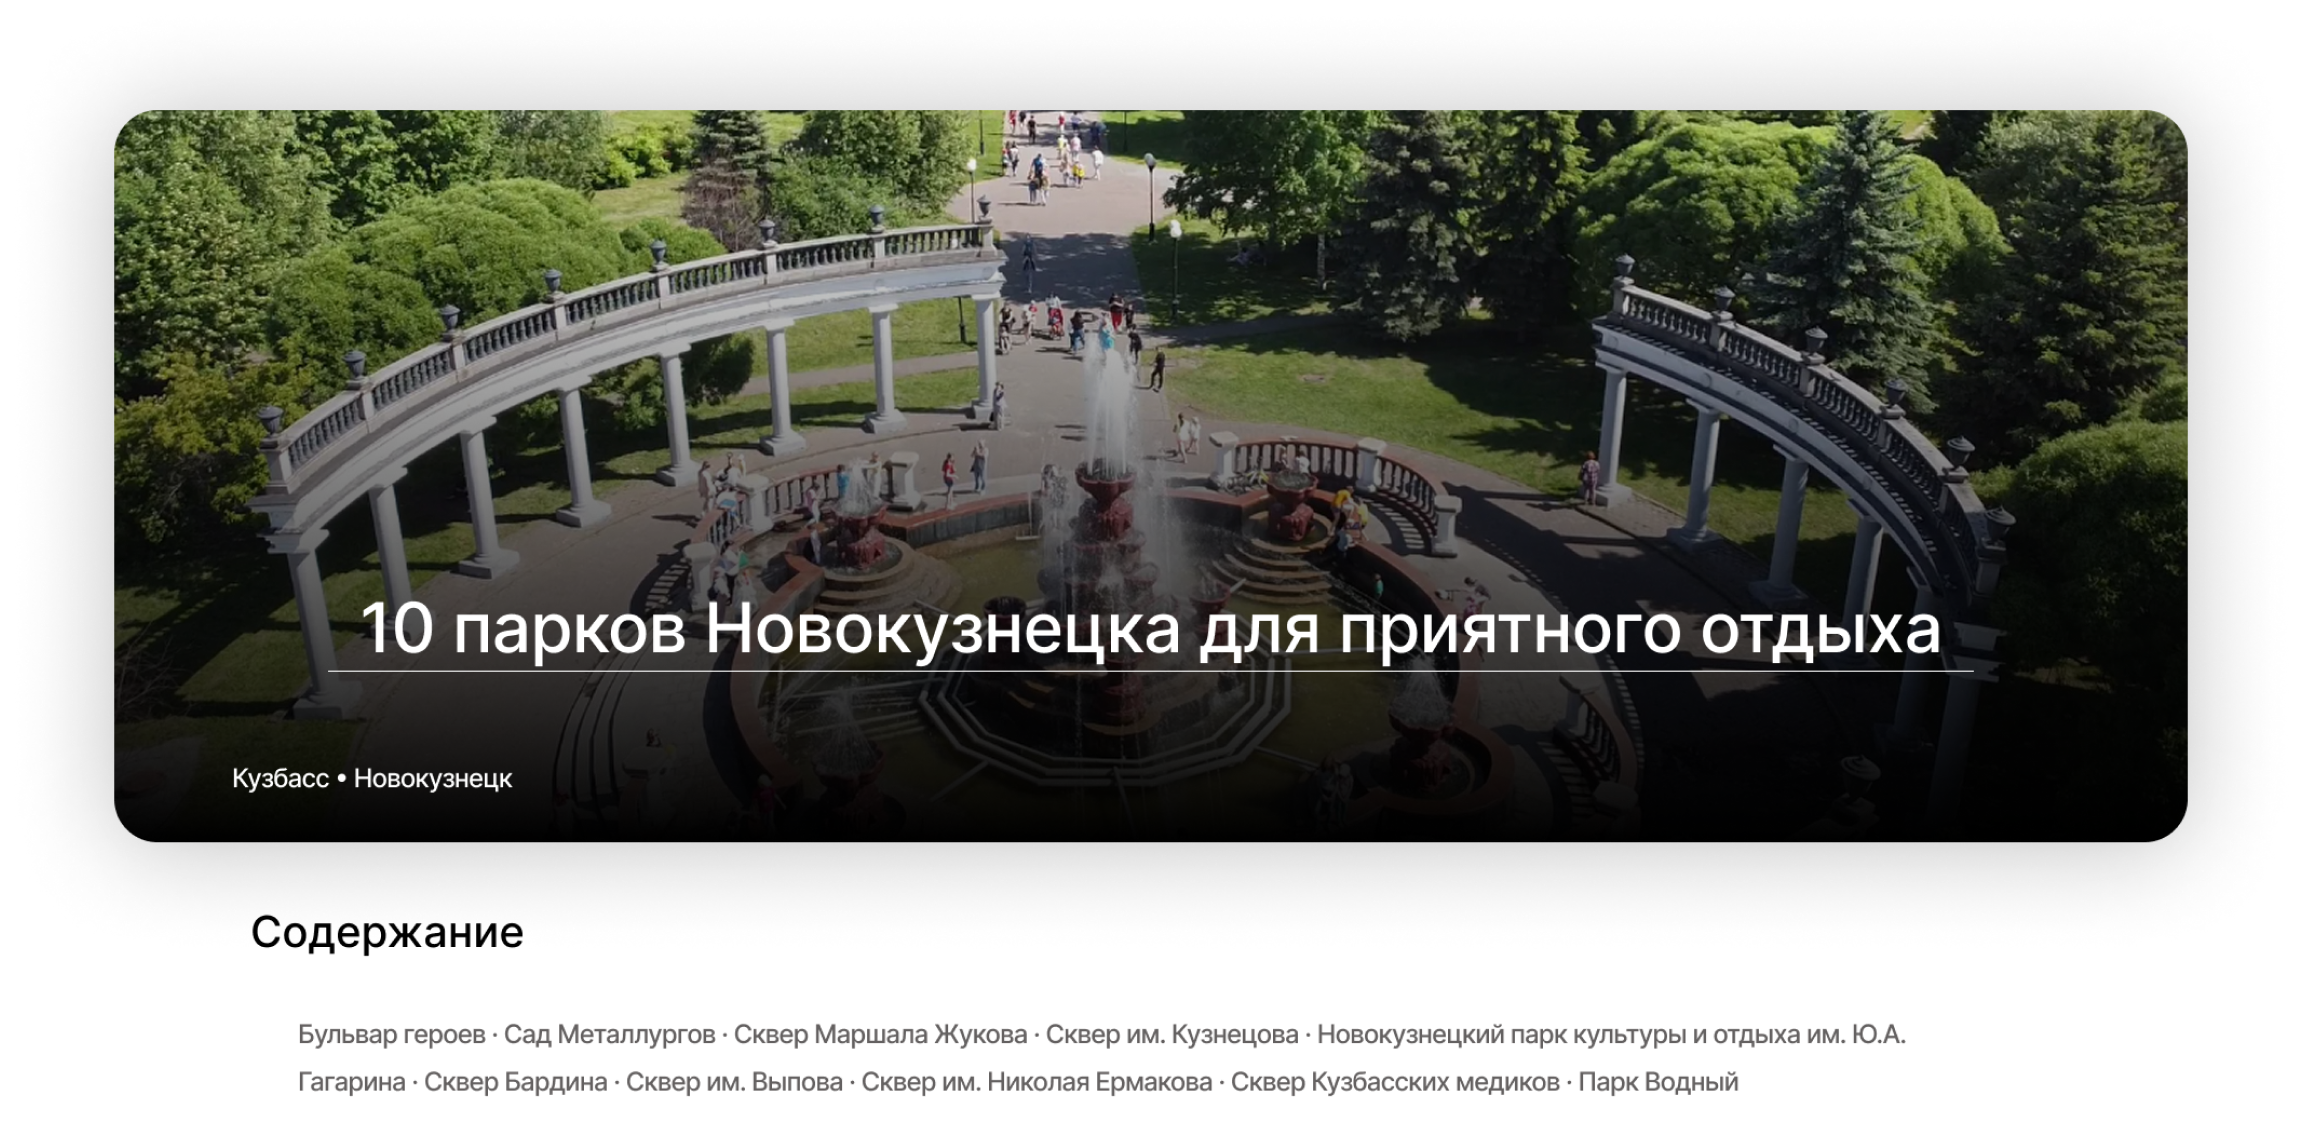 10 парков Новокузнецка для приятного отдыха
Кузбасс • Новокузнецк
Содержание
Бульвар героев · Сад Металлургов · Сквер Маршала Жукова · Сквер им. Кузнецова · Новокузнецкий парк культуры и отдыха им. Ю.А.
Гагарина · Сквер Бардина · Сквер им. Выпова · Сквер им. Николая Ермакова · Сквер Кузбасских медиков · Парк Водный